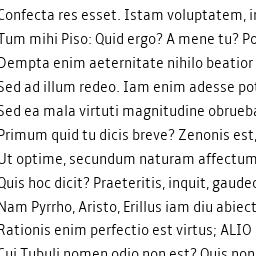 Confecta res esset. Istam voluptatem, in
Tum mihi Piso: Quid ergo? A mene tu? Po
Dempta enim aeternitate nihilo beatior
Sed ad illum redeo. Iam enim adesse pot
Sed ea mala virtuti magnitudine obrueba
Primum quid tu dicis breve? Zenonis est,
Ut optime, secundum naturam affectum
Quis hoc dicit? Praeteritis, inquit, gaudeo
Nam Pyrrho, Aristo, Erillus iam diu abiect
Rationis enim perfectio est virtus; ALIO
Cui Tubuli nomen odio non est? Quis non